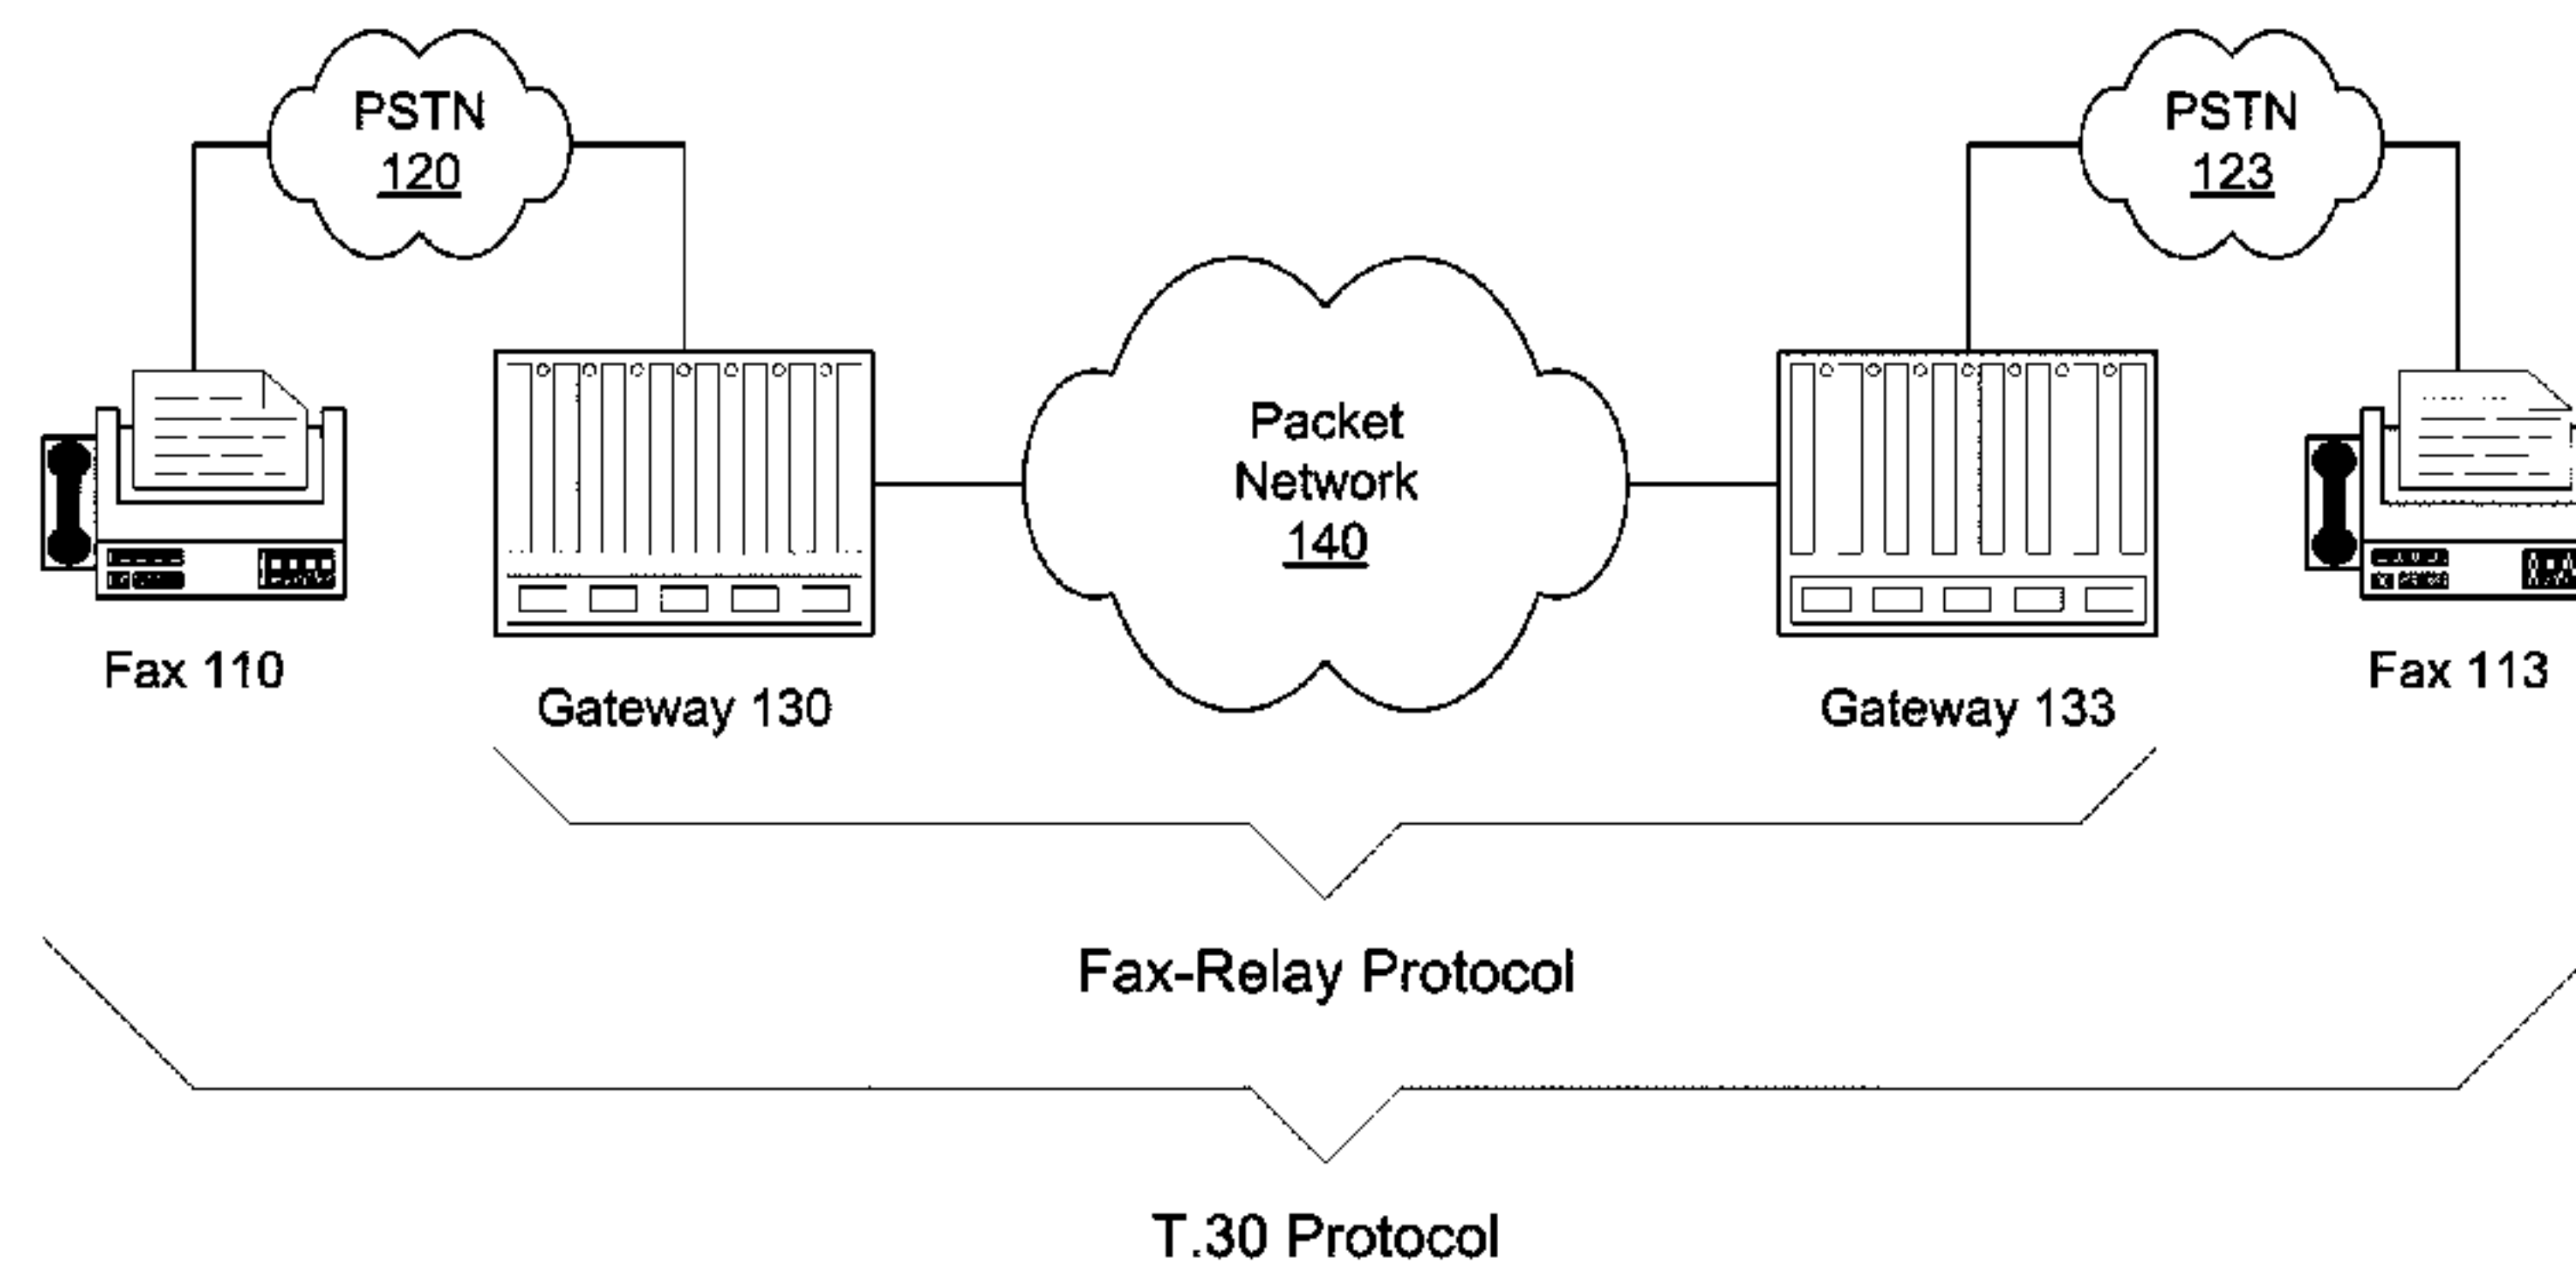 PSTN
120
PSTN
123
Packet
Network
140
Fax 110
Gateway 130
Gateway 133
Fax 113
Fax-Relay Protocol
T.30 Protocol